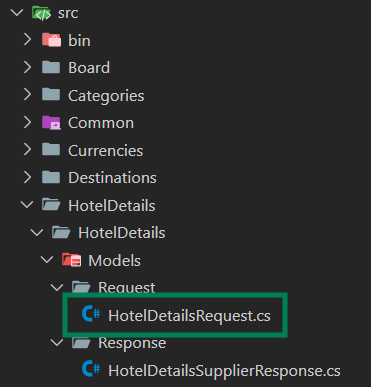 src
bin
Board
Categories
Common
Currencies
Destinations
HotelDetails
HotelDetails
Models
Request
C# HotelDetailsRequest.cs
Response
C# HotelDetailsSupplierResponse.cs